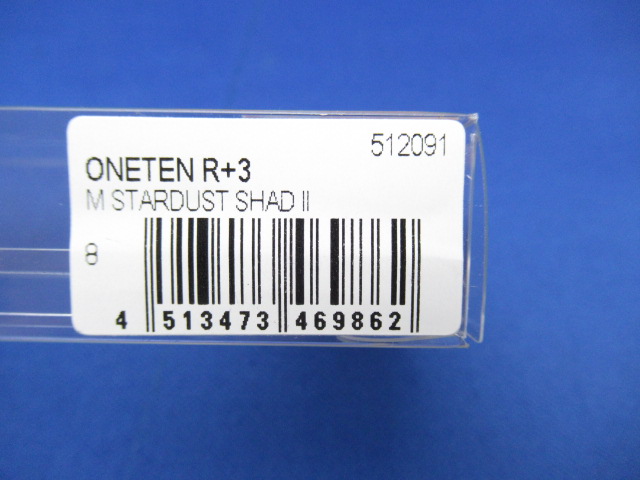 512091
ONETEN R+3
M STARDUST SHAD II
8
4 513473 469862